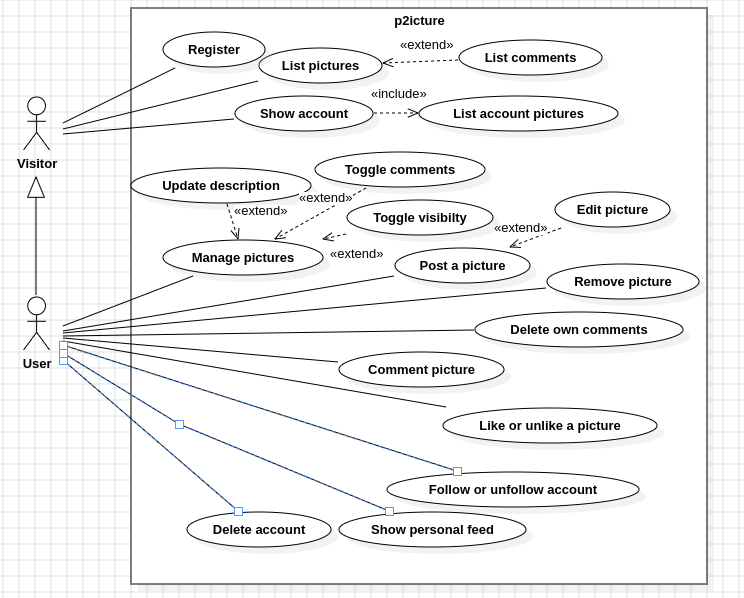 p2icture
Register
«extend»
List pictures
List comments
«include»
Show account
List account pictures
Visitor
Toggle comments
Update description
«extend»
«extend»
Toggle visibilty
Edit picture
«extend»
Manage pictures
«extend»
Post a picture
Remove picture
Delete own comments
User
Comment picture
Like or unlike a picture
Follow or unfollow account
Delete account
Show personal feed